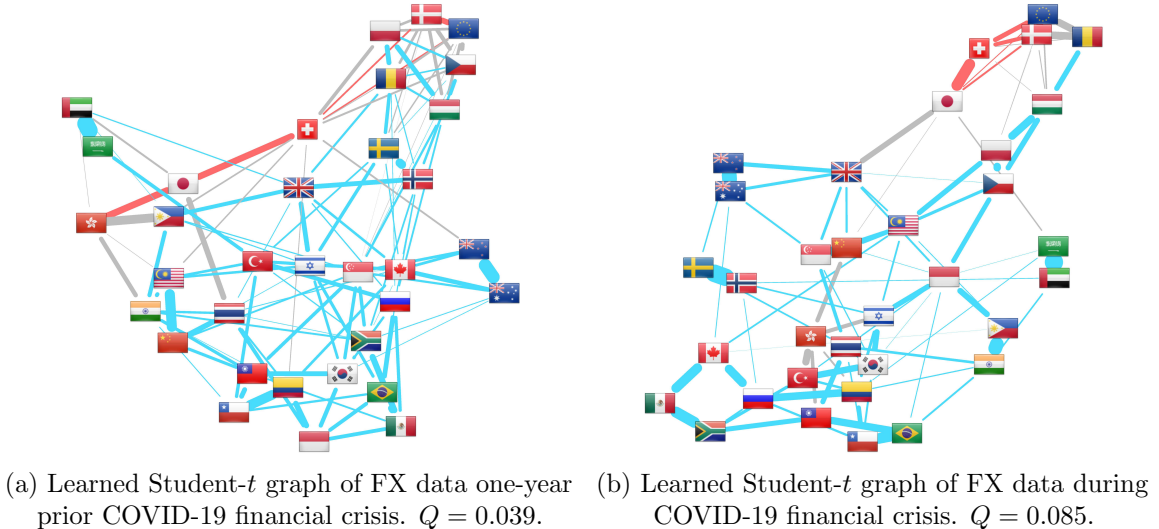 (a) Learned Student-t graph of FX data one-year
prior COVID-19 financial crisis. Q = 0.039.
(b) Learned Student-t graph of FX data during
COVID-19 financial crisis. Q = 0.085.